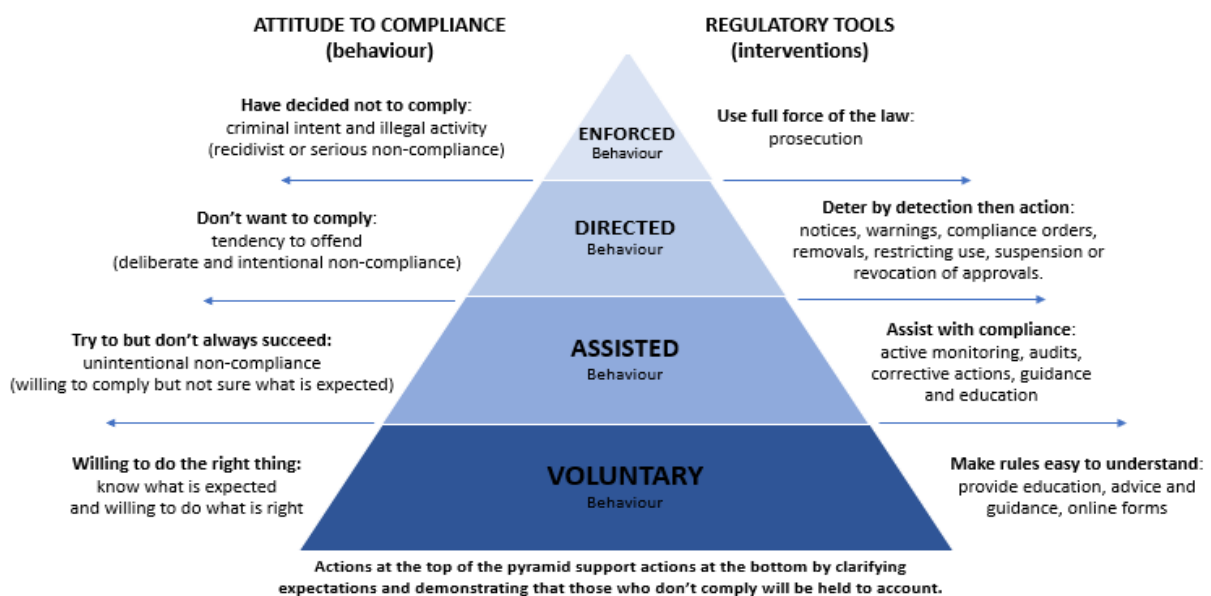 ATTITUDE TO COMPLIANCE
(behaviour)
REGULATORY TOOLS
(interventions)
Have decided not to comply:
criminal intent and illegal activity
(recidivist or serious non-compliance)
ENFORCED
Behaviour
Use full force of the law:
prosecution
Don't want to comply:
tendency to offend
(deliberate and intentional non-compliance)
DIRECTED
Behaviour
Deter by detection then action:
notices, warnings, compliance orders,
removals, restricting use, suspension or
revocation of approvals.
Try to but don't always succeed:
unintentional non-compliance
(willing to comply but not sure what is expected)
ASSISTED
Behaviour
Assist with compliance:
active monitoring, audits,
corrective actions, guidance
and education
Willing to do the right thing:
know what is expected
and willing to do what is right
VOLUNTARY
Behaviour
Make rules easy to understand:
provide education, advice and
guidance, online forms
Actions at the top of the pyramid support actions at the bottom by clarifying
expectations and demonstrating that those who don't comply will be held to account.